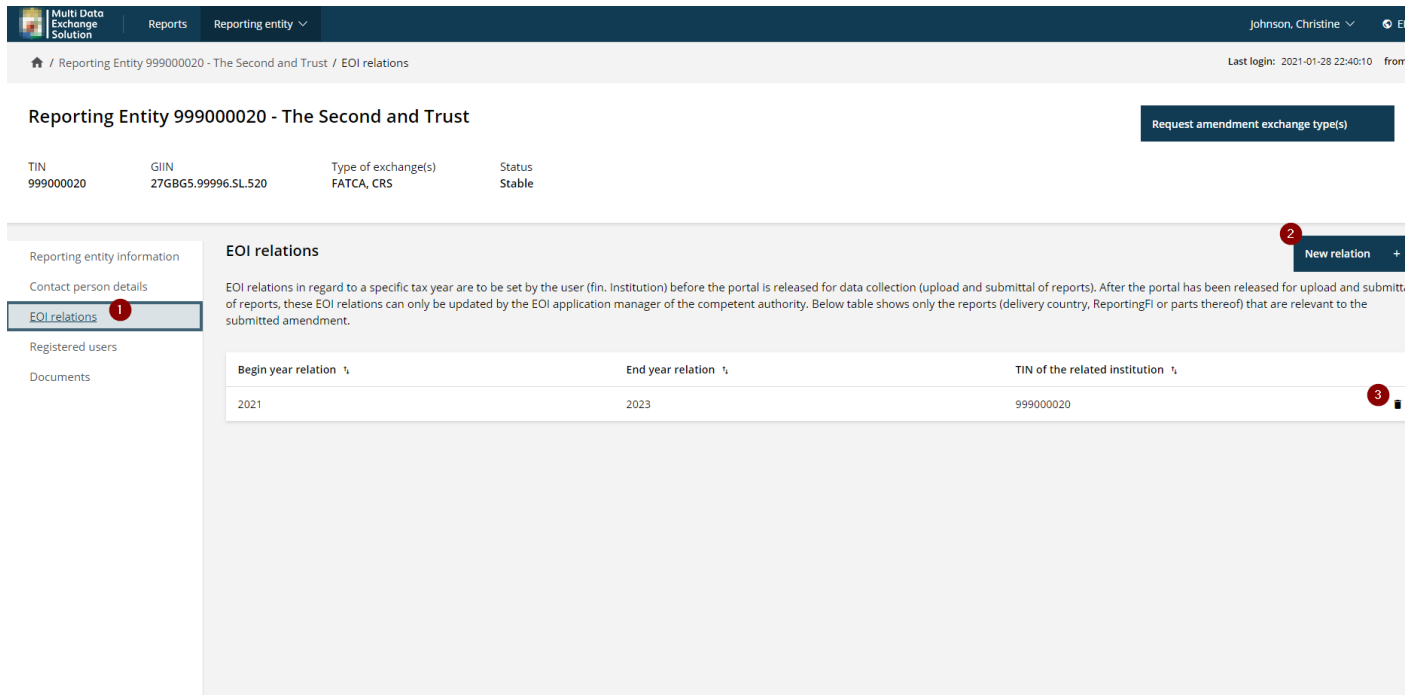 Multi Data
Exchange
Solution
Reports
Reporting entity
Johnson, Christine
/ Reporting Entity 999000020 - The Second and Trust / EOI relations
Last login: 2021-01-28 22:40:10 from
Reporting Entity 999000020 - The Second and Trust
Request amendment exchange type(s)
TIN
GIIN
Type of exchange(s)
Status
999000020
27GBG5.99996.SL.520
FATCA, CRS
Stable
Reporting entity information
Contact person details
EOI relations 1
Registered users
Documents
EOI relations
2
New relation +
EOI relations in regard to a specific tax year are to be set by the user (fin. Institution) before the portal is released for data collection (upload and submittal of reports). After the portal has been released for upload and submitta
of reports, these EOI relations can only be updated by the EOI application manager of the competent authority. Below table shows only the reports (delivery country, ReportingFI or parts thereof) that are relevant to the
submitted amendment.
Begin year relation
End year relation
TIN of the related institution
2021
2023
999000020
3